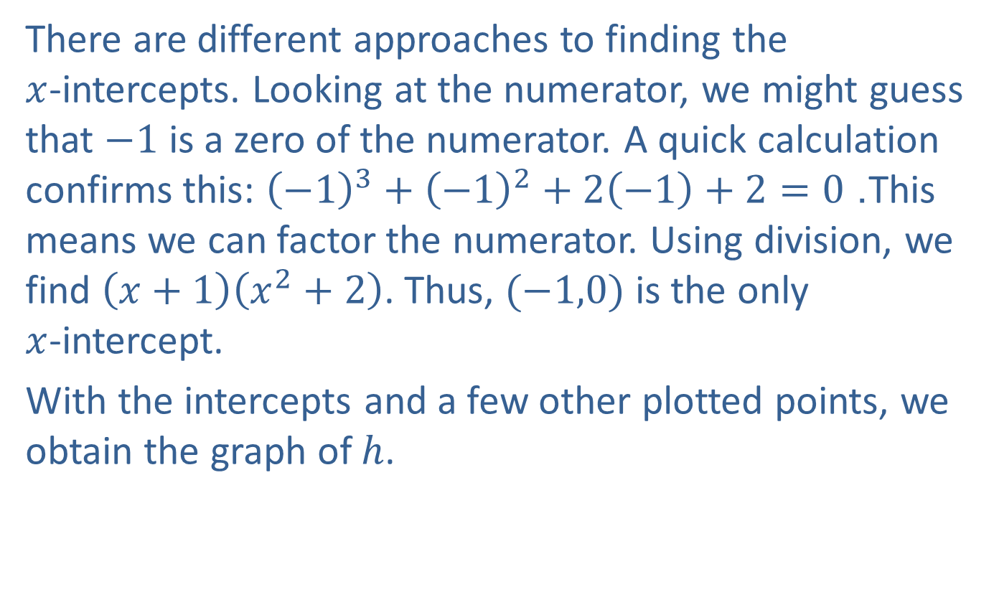 There are different approaches to finding the
x-intercepts. Looking at the numerator, we might guess
that −1 is a zero of the numerator. A quick calculation
confirms this: (−1)³ + (−1)² + 2(−1) + 2 = 0 .This
means we can factor the numerator. Using division, we
find (x + 1)(x² + 2). Thus, (−1,0) is the only
x-intercept.
With the intercepts and a few other plotted points, we
obtain the graph of h.